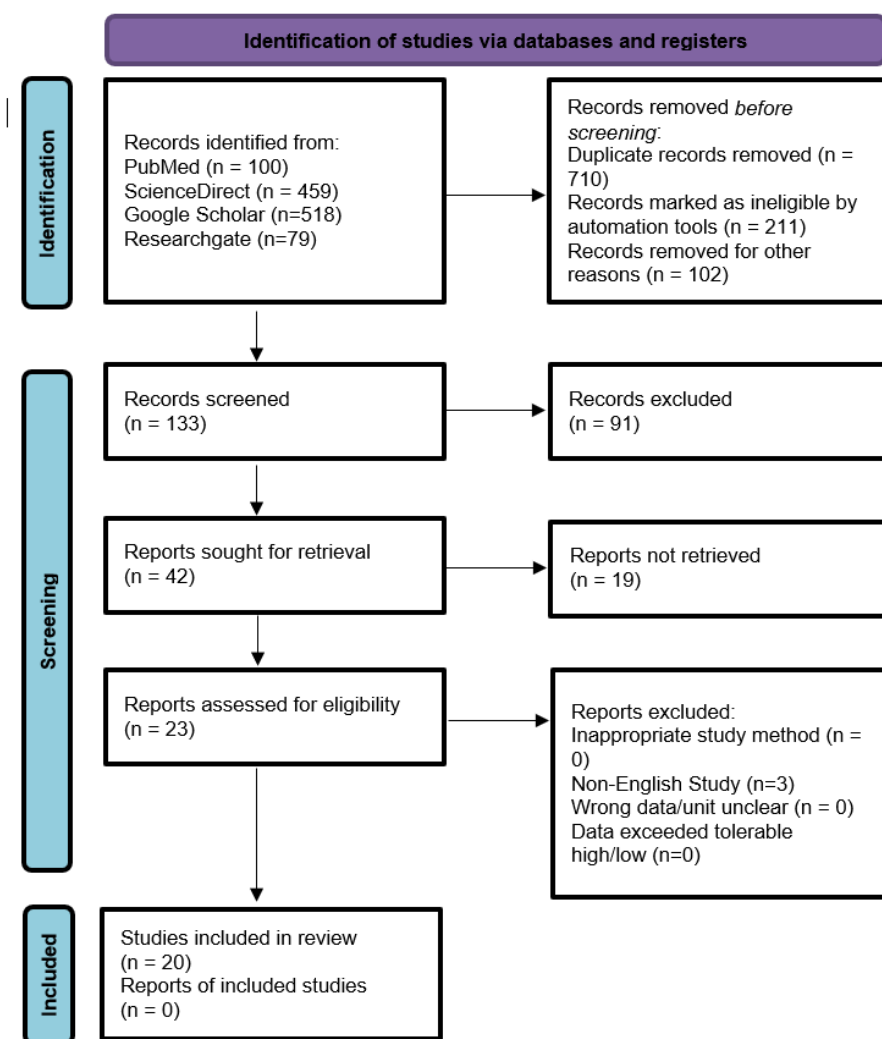 Identification of studies via databases and registers
Identification
Records identified from:
PubMed (n = 100)
ScienceDirect (n = 459)
Google Scholar (n=518)
Researchgate (n=79)
Records removed before
screening:
Duplicate records removed (n =
710)
Records marked as ineligible by
automation tools (n = 211)
Records removed for other
reasons (n = 102)
Screening
Records screened
(n = 133)
Records excluded
(n = 91)
Reports sought for retrieval
(n = 42)
Reports not retrieved
(n = 19)
Reports assessed for eligibility
(n = 23)
Reports excluded:
Inappropriate study method (n =
0)
Non-English Study (n=3)
Wrong data/unit unclear (n = 0)
Data exceeded tolerable
high/low (n=0)
Included
Studies included in review
(n = 20)
Reports of included studies
(n = 0)